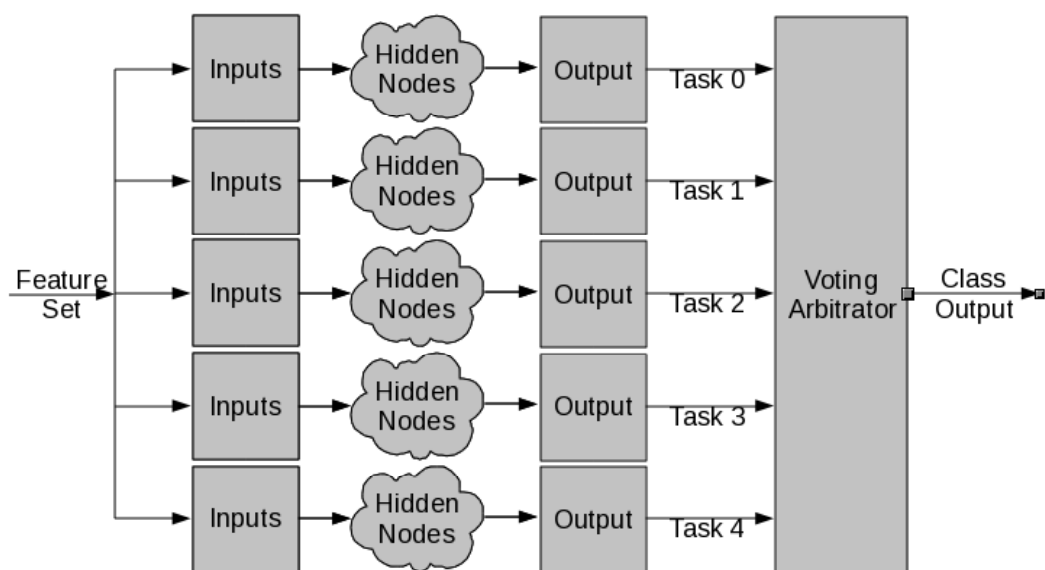 Inputs
Hidden
Nodes
Output
Task 0
Inputs
Hidden
Nodes
Output
Task 1
Feature
Set
Inputs
Hidden
Nodes
Output
Task 2
Voting
Arbitrator
Class
Output
Inputs
Hidden
Nodes
Output
Task 3
Inputs
Hidden
Nodes
Output
Task 4